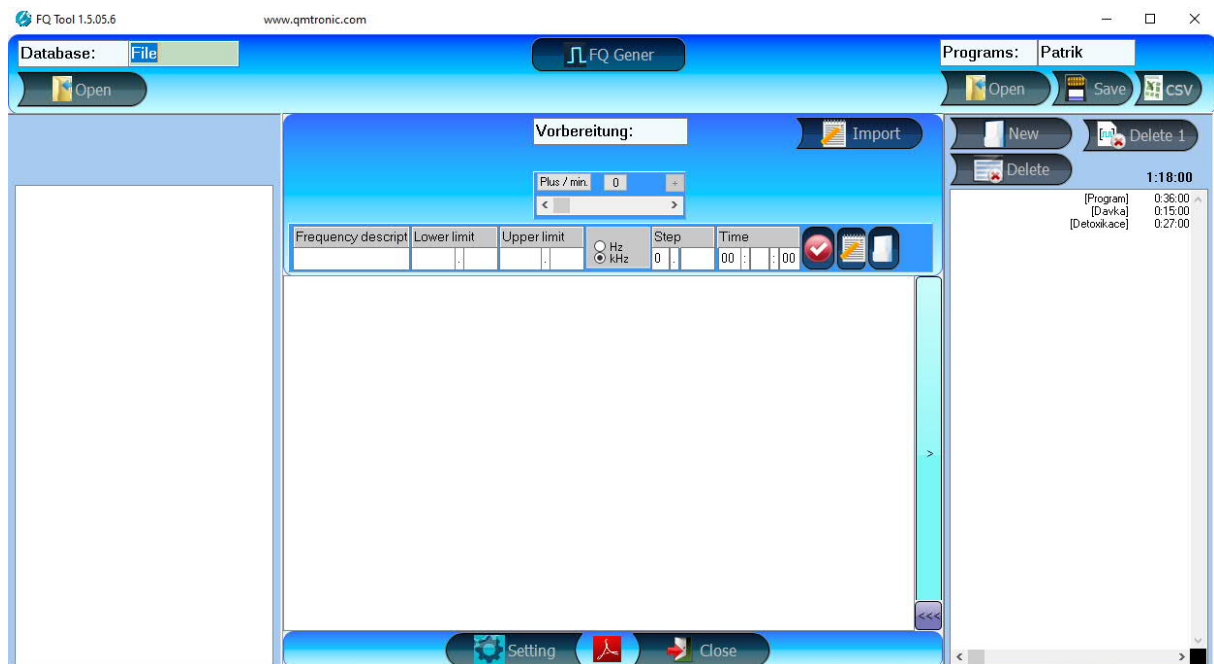 FQ Tool 1.5.05.6 www.qmtronic.com
Database: File
FQ Gener
Programs: Patrik
Open
Open Save CSV
Vorbereitung:
Import
New Delete 1
Delete
1:18:00
Plus / min. 0 +
< >
[Program] 0:36:00
[Davka] 0:15:00
[Detoxikace] 0:27:00
Frequency descript Lower limit Upper limit Hz Step Time
. . kHz 0 . 00 : : 00
>
<<<
Setting Close
< >